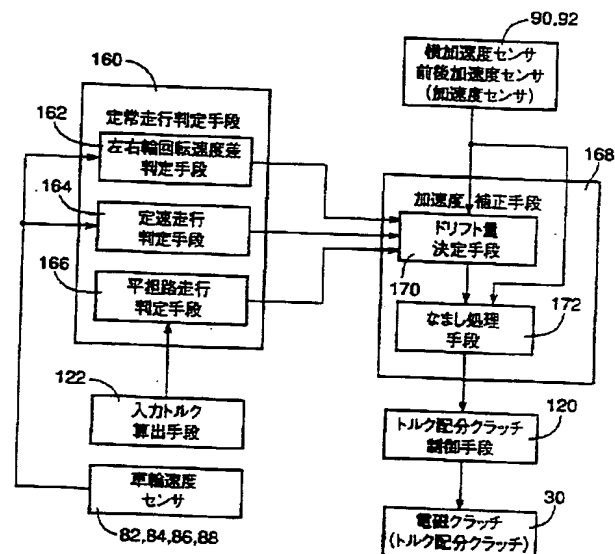 90,92
横加速度センサ
前後加速度センサ
(加速度センサ)
160
定常走行判定手段
162
左右輪回転速度差
判定手段
164
定速走行
判定手段
166
平担路走行
判定手段
168
加速度 補正手段
ドリフト量
決定手段
170
なまし処理
手段
172
122
入力トルク
算出手段
車輪速度
センサ
82,84,86,88
トルク配分クラッチ
制御手段
120
電磁クラッチ
(トルク配分クラッチ)
30